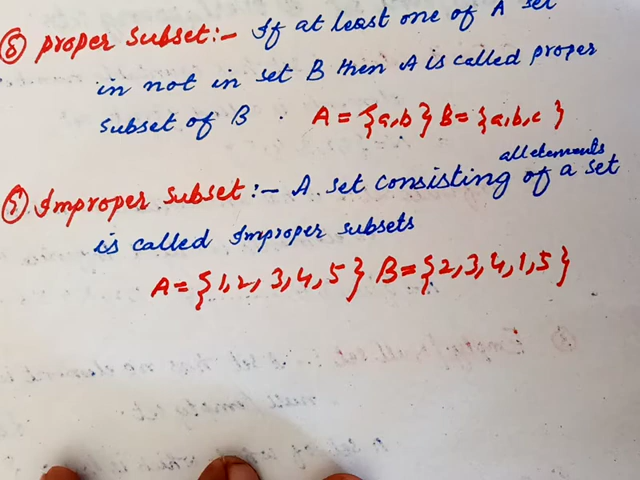 ⑧ proper subset:- If at least one of A set
in not in set B then A is called proper
subset of B . A = {a,b} B = {a,b,c}
all elements
Improper subset:- A set consisting of a set
is called Improper subsets
A = {1,2,3,4,5} B = {2,3,4,1,5}